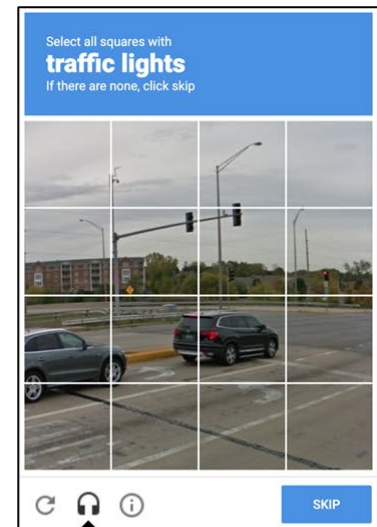 Select all squares with
traffic lights
If there are none, click skip
SKIP